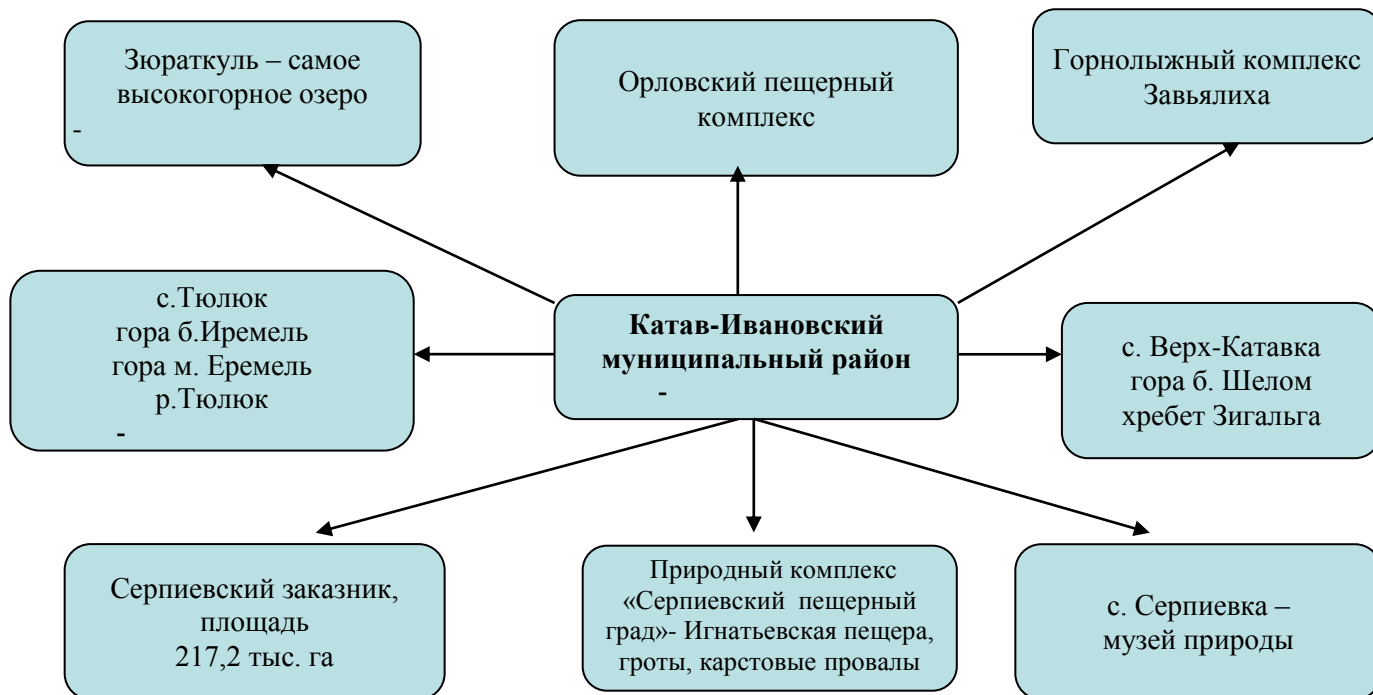 Зюраткуль – самое
высокогорное озеро
-
Орловский пещерный
комплекс
Горнолыжный комплекс
Завьялиха
с.Тюлюк
гора б.Иремель
гора м. Еремель
р.Тюлюк
-
Катав-Ивановский
муниципальный район
-
с. Верх-Катавка
гора б. Шелом
хребет Зигальга
Серпиевский заказник,
площадь
217,2 тыс. га
Природный комплекс
«Серпиевский пещерный
град»- Игнатьевская пещера,
гроты, карстовые провалы
с. Серпиевка –
музей природы